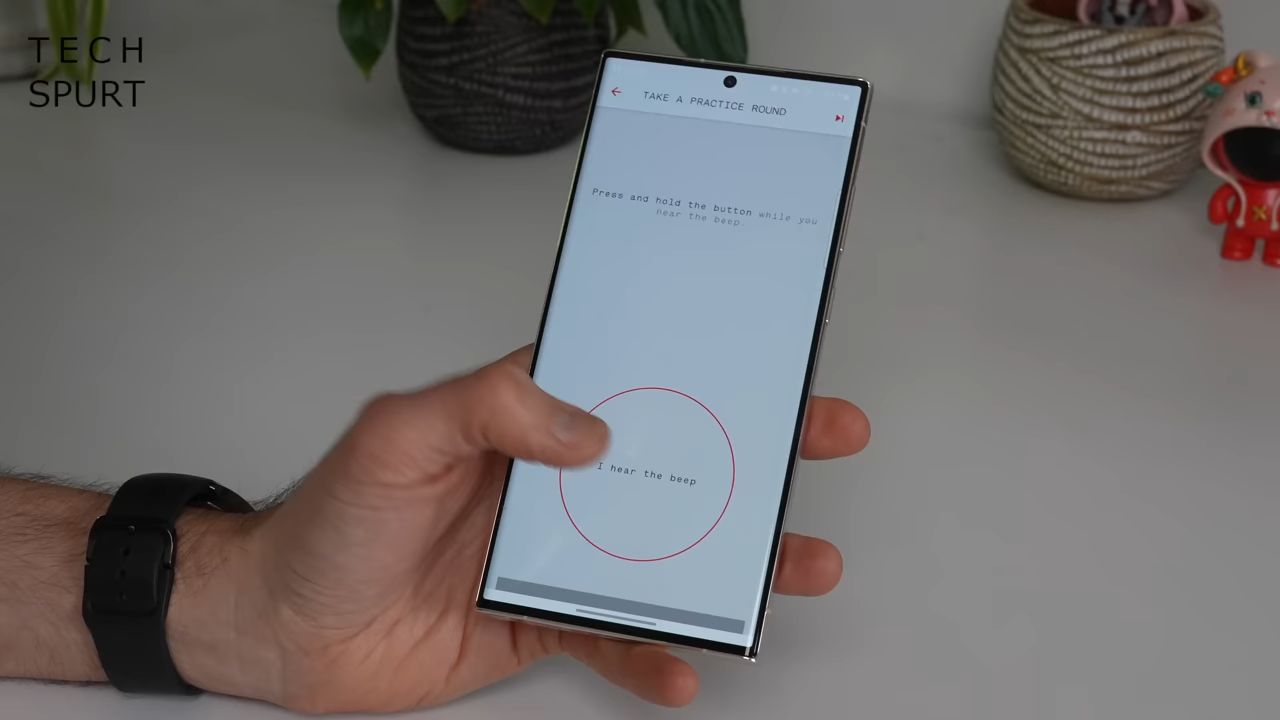 TECH
SPURT
TAKE A PRACTICE ROUND
Press and hold the button while you
hear the beep.
I hear the beep